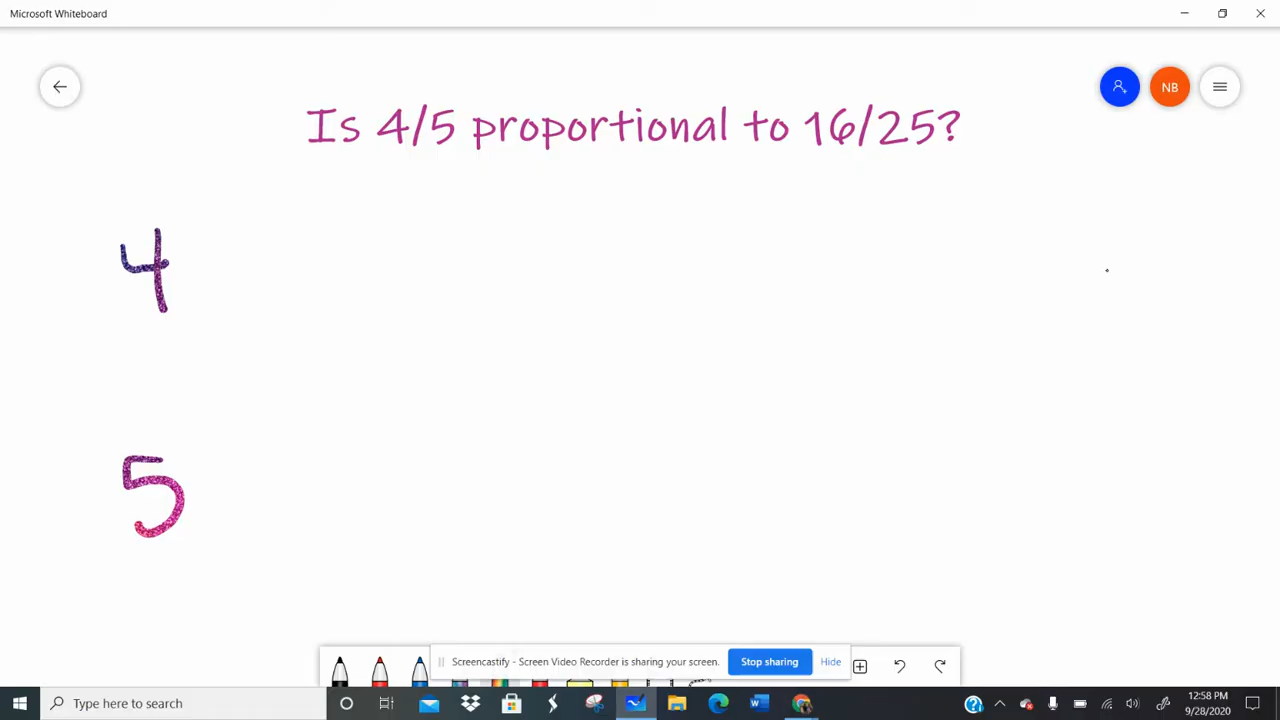 Microsoft Whiteboard
NB
Is 4/5 proportional to 16/25?
4
5
Screencastify - Screen Video Recorder is sharing your screen.
Stop sharing
Hide
Type here to search
12:58 PM
9/28/2020